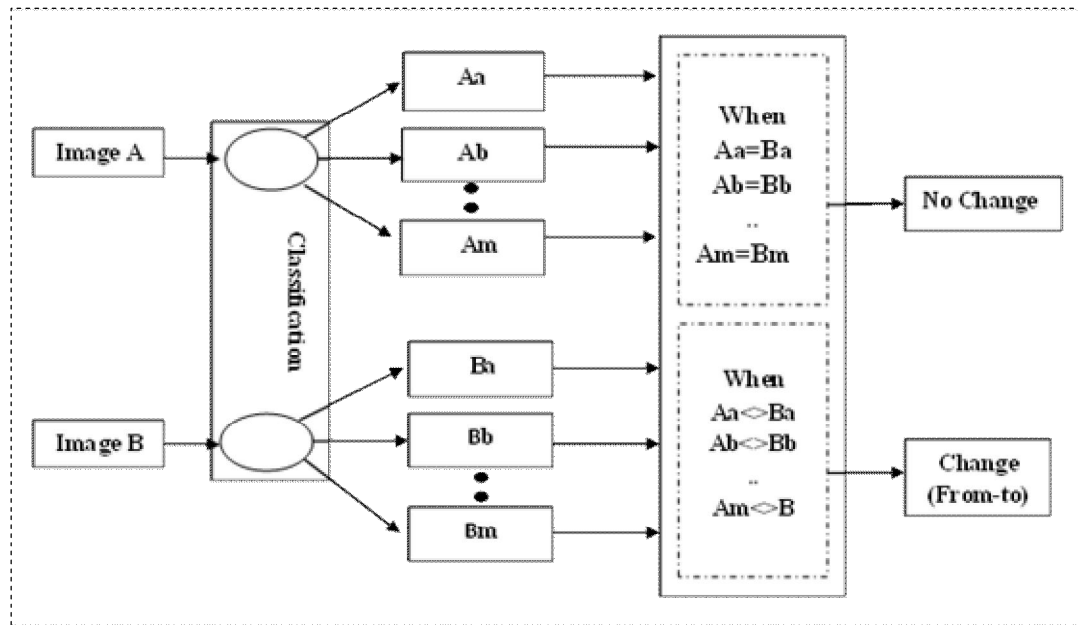 Image A
Classification
Aa
Ab
Am
When
Aa=Ba
Ab=Bb
..
Am=Bm
No Change
Image B
Ba
Bb
Bm
When
Aa<>Ba
Ab<>Bb
..
Am<>B
Change
(From-to)